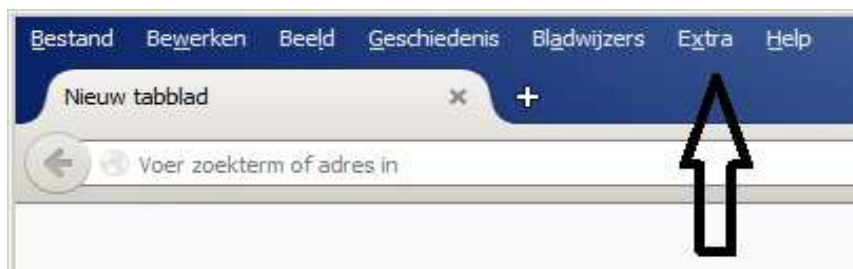 Bestand Bewerken Beeld Geschiedenis Bladwijzers Extra Help
Nieuw tabblad
Voer zoekterm of adres in